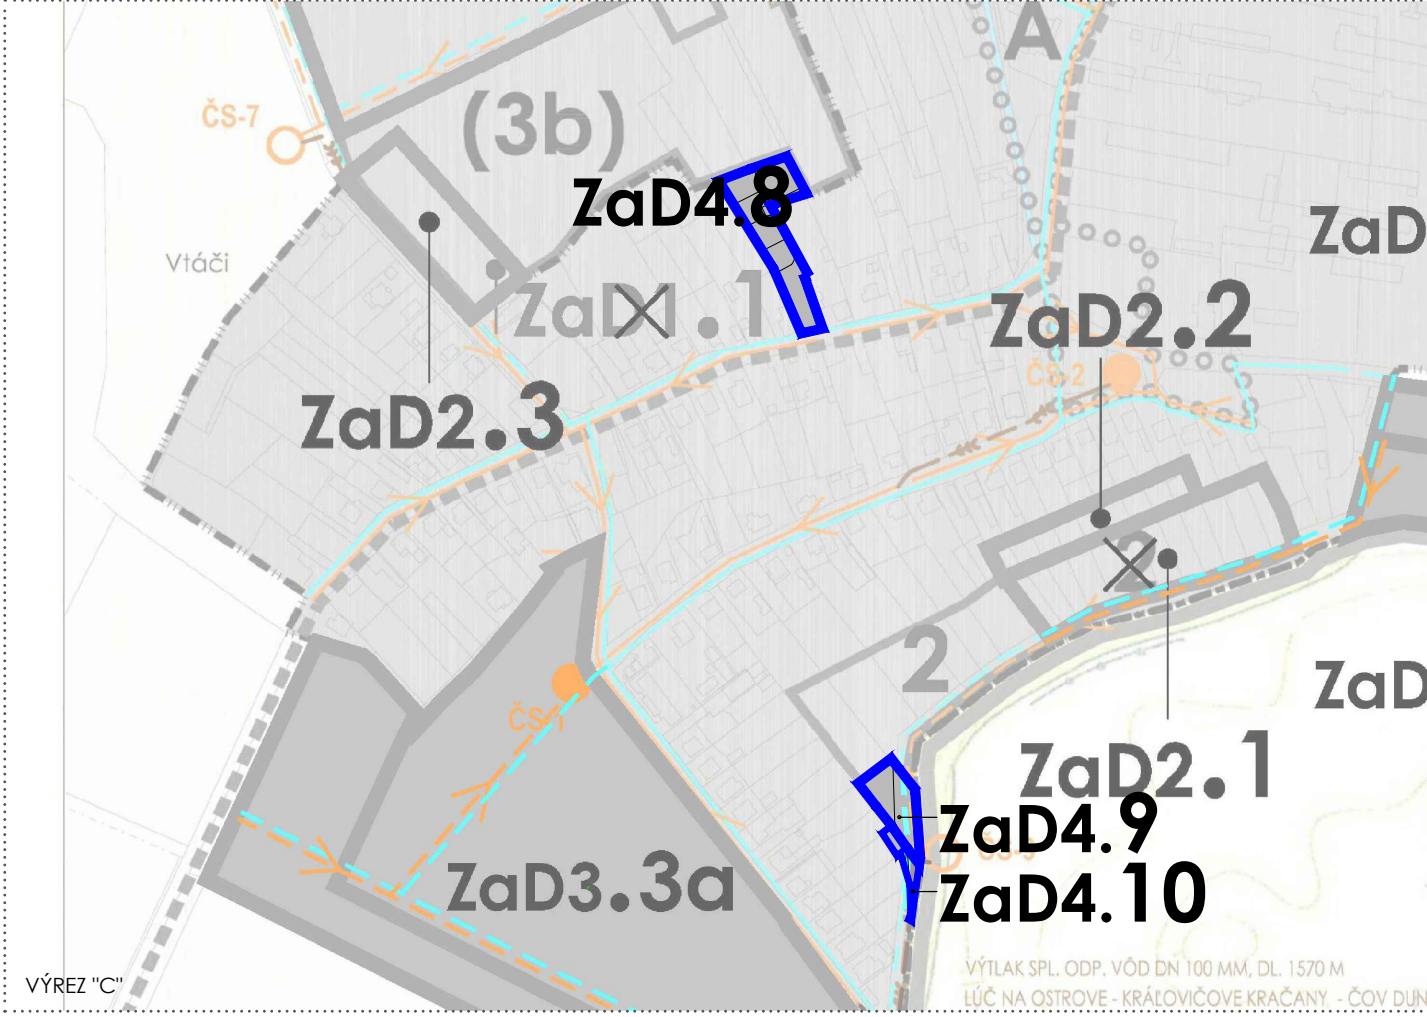 A
ČS-7
(3b)
ZaD4.8
Vtáči
ZaD
ZaD1.1
ZaD2.2
ČS-2
ZaD2.3
2
2
ZaD
ČS-1
ZaD2.1
ZaD4.9
ČS-3
ZaD3.3a
ZaD4.10
VÝTLAK SPL. ODP. VÔD DN 100 MM, DL. 1570 M
VÝREZ "C"
LÚČ NA OSTROVE - KRÁĽOVIČOVE KRAČANY - ČOV DUN